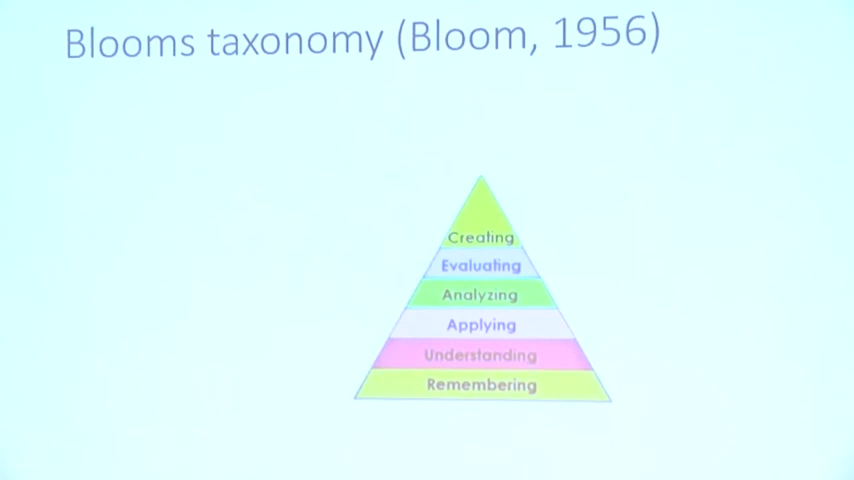 Blooms taxonomy (Bloom, 1956)
Creating
Evaluating
Analyzing
Applying
Understanding
Remembering